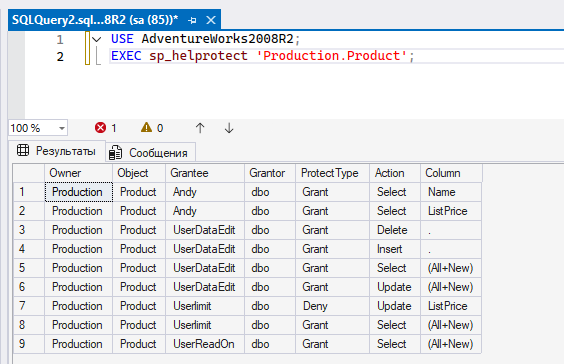 SQLQuery2.sql...8R2 (sa (85))*
1 USE AdventureWorks2008R2;
2 EXEC sp_helprotect 'Production.Product';
100 % 1 0
Результаты Сообщения
Owner Object Grantee Grantor ProtectType Action Column
1 Production Product Andy dbo Grant Select Name
2 Production Product Andy dbo Grant Select ListPrice
3 Production Product UserDataEdit dbo Grant Delete .
4 Production Product UserDataEdit dbo Grant Insert .
5 Production Product UserDataEdit dbo Grant Select (All+New)
6 Production Product UserDataEdit dbo Grant Update (All+New)
7 Production Product Userlimit dbo Deny Update ListPrice
8 Production Product Userlimit dbo Grant Select (All+New)
9 Production Product UserReadOn dbo Grant Select (All+New)